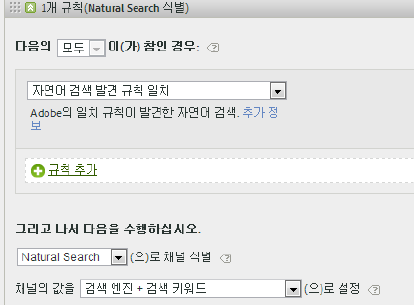 1개 규칙(Natural Search 식별)
다음의 모두 이(가) 참인 경우:
자연어 검색 발견 규칙 일치
Adobe의 일치 규칙이 발견한 자연어 검색. 추가 정
보
규칙 추가
그리고 나서 다음을 수행하십시오.
Natural Search (으)로 채널 식별
채널의 값을 검색 엔진 + 검색 키워드 (으)로 설정